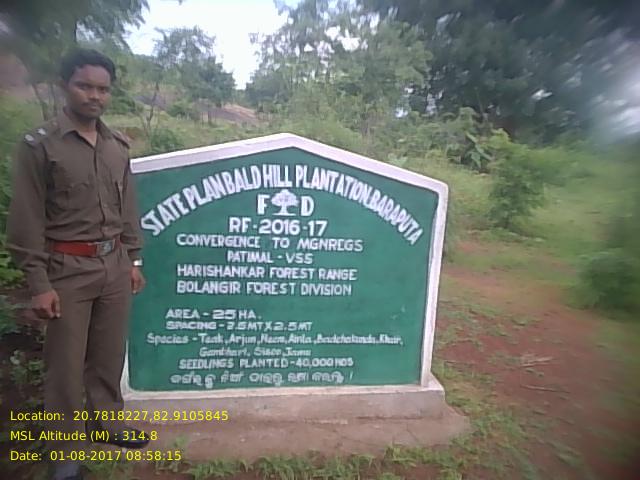 STATE PLAN BALD HILL PLANTATION, BARAPUTA
F D
RF-2016-17
CONVERGENCE TO MGNREGS
PATIMAL - VSS
HARISHANKAR FOREST RANGE
BOLANGIR FOREST DIVISION
AREA - 25 HA.
SPACING - 2.5 MT X 2.5 MT
Species - Teak, Arjun, Neem, Ainla, Khair,
Gambhari, Sisoo, Jamu
SEEDLINGS PLANTED - 40,000 NOS
Location: 20.7818227,82.9105845
MSL Altitude (M) : 314.8
Date: 01-08-2017 08:58:15